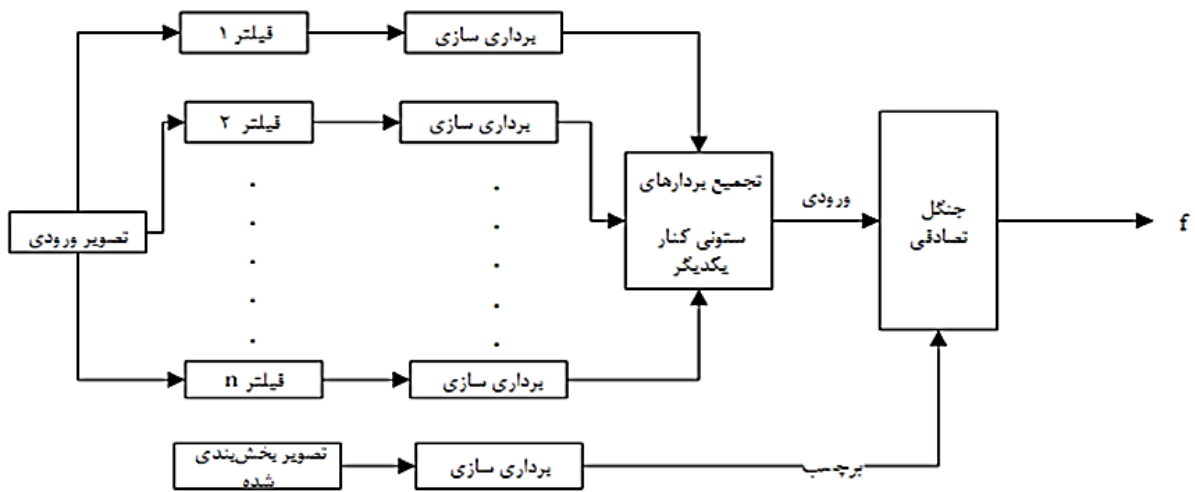 فیلتر ۱
برداری سازی
فیلتر ۲
برداری سازی
تصویر ورودی
تجمیع بردارهای
ستونی کنار
یکدیگر
ورودی
جنگل
تصادفی
f
فیلتر n
برداری سازی
تصویر بخش‌بندی
شده
برداری سازی
برچسب